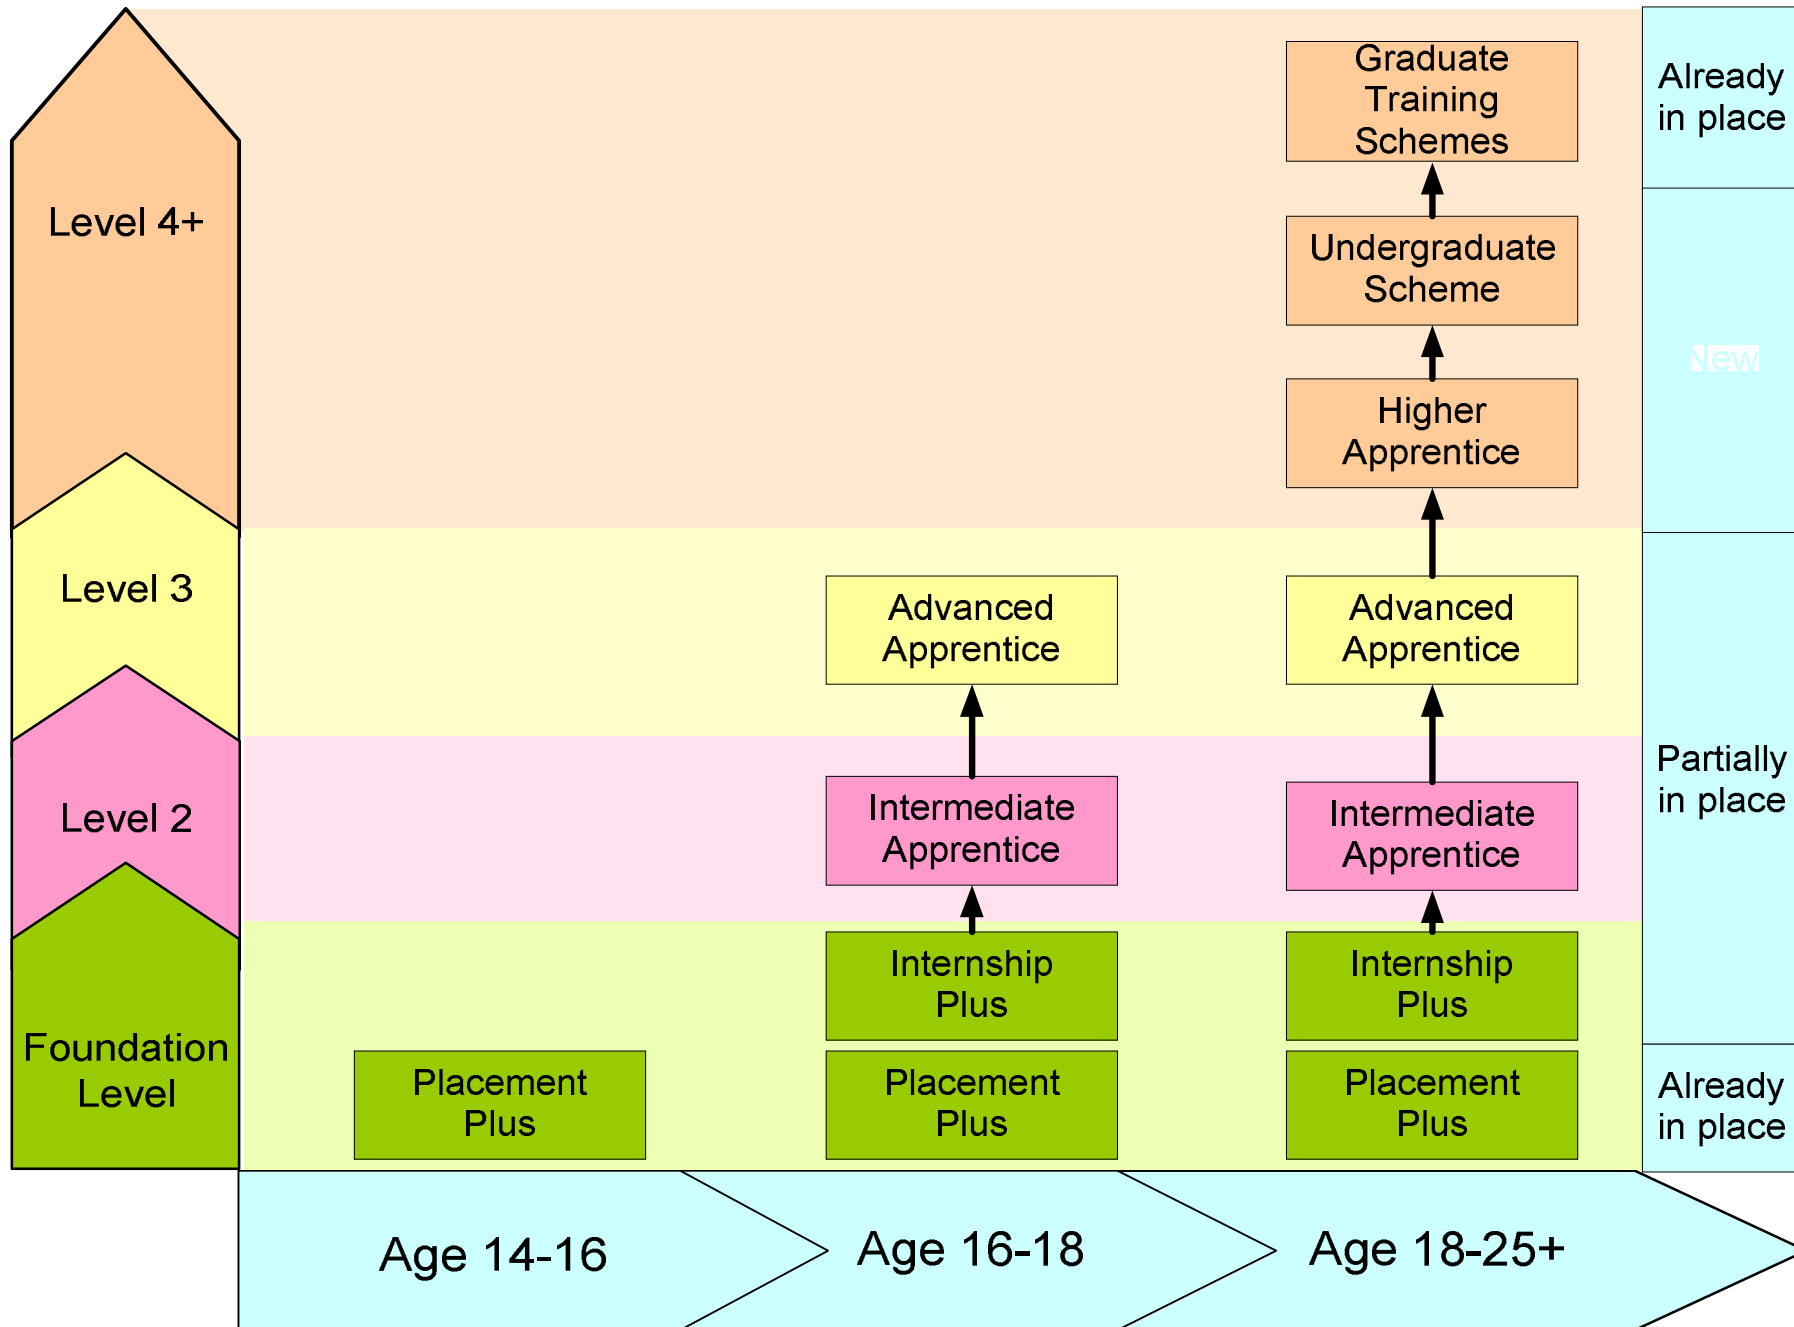 Graduate
Training
Schemes
Already
in place
Level 4+
Undergraduate
Scheme
New
Higher
Apprentice
Level 3
Advanced
Apprentice
Advanced
Apprentice
Partially
in place
Level 2
Intermediate
Apprentice
Intermediate
Apprentice
Internship
Plus
Internship
Plus
Foundation
Level
Placement
Plus
Placement
Plus
Placement
Plus
Already
in place
Age 14-16
Age 16-18
Age 18-25+